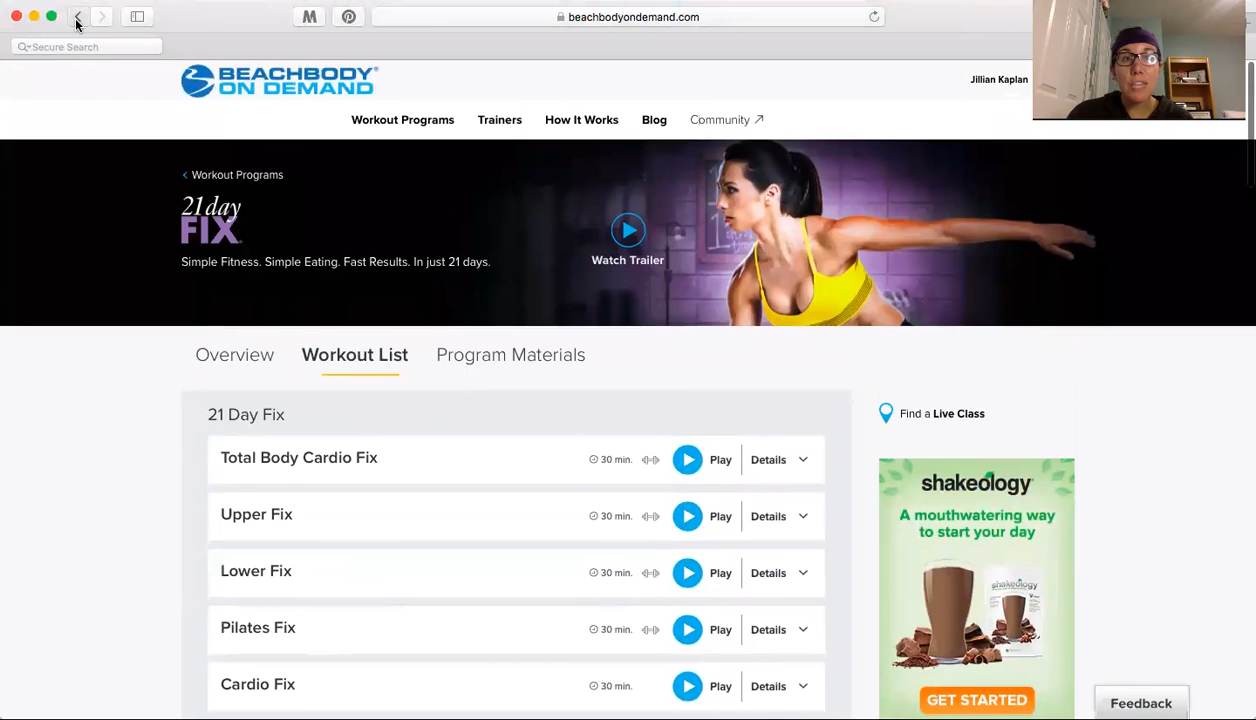 beachbodyondemand.com
Secure Search
BEACHBODY®
ON DEMAND
Jillian Kaplan
Workout Programs Trainers How It Works Blog Community
Workout Programs
21day
FIX®
Simple Fitness. Simple Eating. Fast Results. In just 21 days.
Watch Trailer
Overview Workout List Program Materials
21 Day Fix
Find a Live Class
Total Body Cardio Fix 30 min. Play Details
Upper Fix 30 min. Play Details
Lower Fix 30 min. Play Details
Pilates Fix 30 min. Play Details
Cardio Fix 30 min. Play Details
shakeology®
A mouthwatering way
to start your day
shakeology
GET STARTED
Feedback